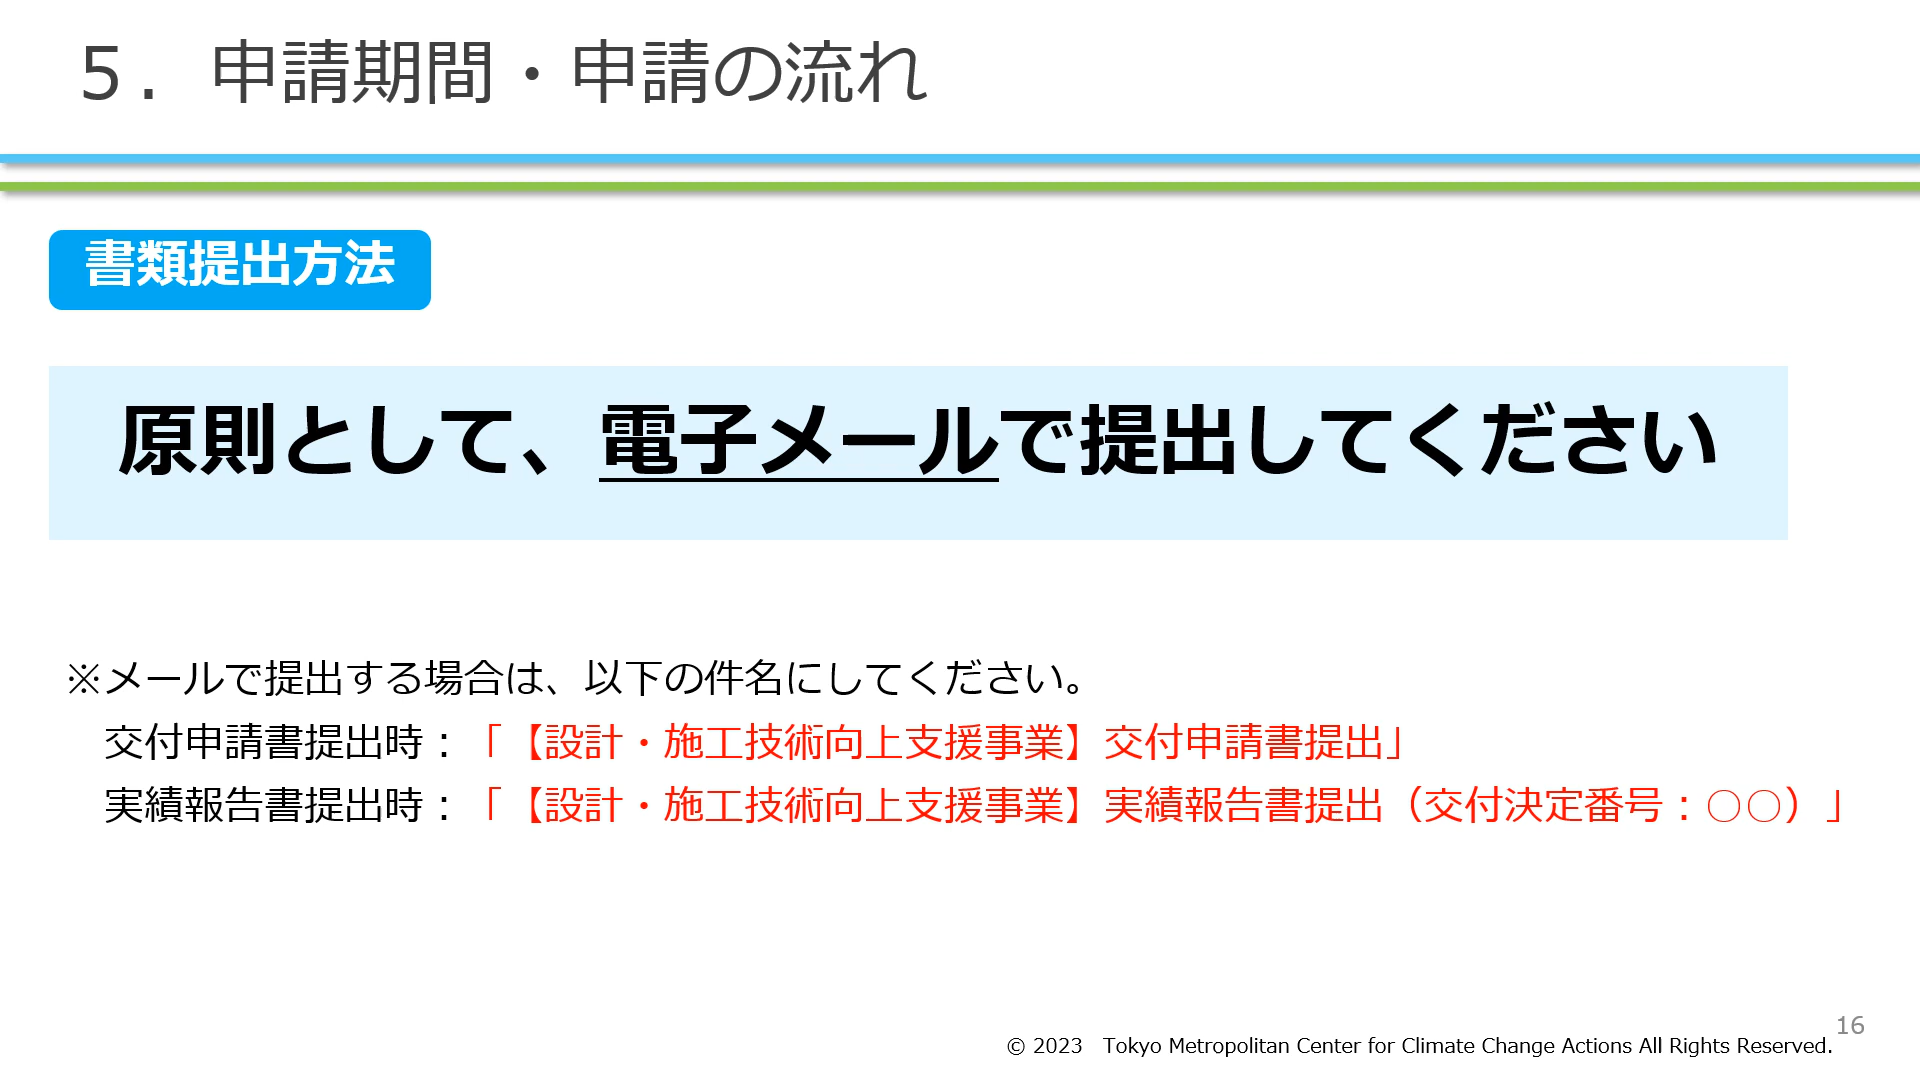 ５．申請期間・申請の流れ
書類提出方法
原則として、電子メールで提出してください
※メールで提出する場合は、以下の件名にしてください。
交付申請書提出時：「【設計・施工技術向上支援事業】交付申請書提出」
実績報告書提出時：「【設計・施工技術向上支援事業】実績報告書提出（交付決定番号：○○）」
16
© 2023　Tokyo Metropolitan Center for Climate Change Actions All Rights Reserved.